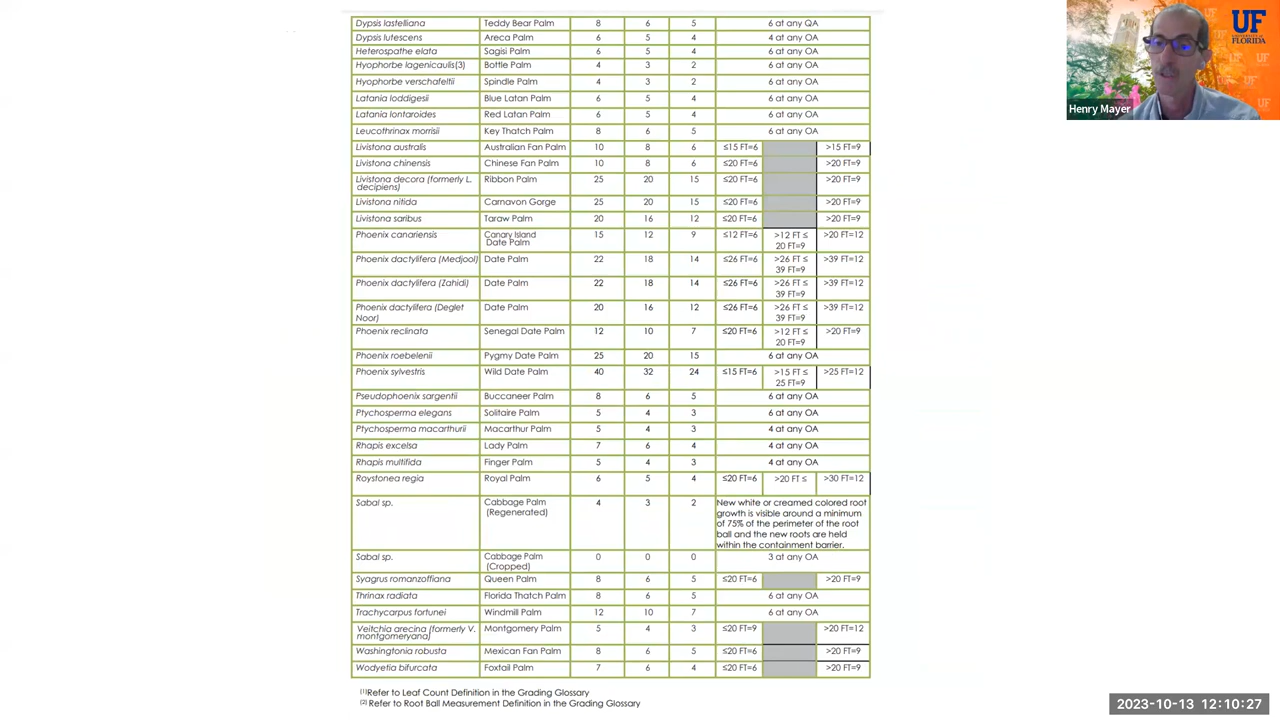 Dypsis lastelliana Teddy Bear Palm 8 6 5 6 at any QA
Dypsis lutescens Areca Palm 6 5 4 4 at any OA
Heterospathe elata Sagisi Palm 6 5 4 6 at any OA
Hyophorbe lagenicaulis(3) Bottle Palm 4 3 2 6 at any OA
Hyophorbe verschafeltii Spindle Palm 4 3 2 6 at any OA
Latania loddigesii Blue Latan Palm 6 5 4 6 at any OA
Latania lontaroides Red Latan Palm 6 5 4 6 at any OA
Leucothrinax morrisii Key Thatch Palm 8 6 5 6 at any OA
Livistona australis Australian Fan Palm 10 8 6 ≤15 FT=6 >15 FT=9
Livistona chinensis Chinese Fan Palm 10 8 6 ≤20 FT=6 >20 FT=9
Livistona decora (formerly L. decipiens) Ribbon Palm 25 20 15 ≤20 FT=6 >20 FT=9
Livistona nitida Carnavon Gorge 25 20 15 ≤20 FT=6 >20 FT=9
Livistona saribus Taraw Palm 20 16 12 ≤20 FT=6 >20 FT=9
Phoenix canariensis Canary Island Date Palm 15 12 9 ≤12 FT=6 >12 FT ≤ 20 FT=9 >20 FT=12
Phoenix dactylifera (Medjool) Date Palm 22 18 14 ≤26 FT=6 >26 FT ≤ 39 FT=9 >39 FT=12
Phoenix dactylifera (Zahidi) Date Palm 22 18 14 ≤26 FT=6 >26 FT ≤ 39 FT=9 >39 FT=12
Phoenix dactylifera (Deglet Noor) Date Palm 20 16 12 ≤26 FT=6 >26 FT ≤ 39 FT=9 >39 FT=12
Phoenix reclinata Senegal Date Palm 12 10 7 ≤20 FT=6 >12 FT ≤ 20 FT=9 >20 FT=9
Phoenix roebelenii Pygmy Date Palm 25 20 15 6 at any OA
Phoenix sylvestris Wild Date Palm 40 32 24 ≤15 FT=6 >15 FT ≤ 25 FT=9 >25 FT=12
Pseudophoenix sargentii Buccaneer Palm 8 6 5 6 at any OA
Ptychosperma elegans Solitaire Palm 5 4 3 6 at any OA
Ptychosperma macarthurii Macarthur Palm 5 4 3 4 at any OA
Rhapis excelsa Lady Palm 7 6 4 4 at any OA
Rhapis multifida Finger Palm 5 4 3 4 at any OA
Roystonea regia Royal Palm 6 5 4 ≤20 FT=6 >20 FT ≤ >30 FT=12
Sabal sp. Cabbage Palm (Regenerated) 4 3 2 New white or creamed colored root
growth is visible around a minimum
of 75% of the perimeter of the root
ball and the new roots are held
within the containment barrier.
Sabal sp. Cabbage Palm (Cropped) 0 0 0 3 at any OA
Syagrus romanzoffiana Queen Palm 8 6 5 ≤20 FT=6 >20 FT=9
Thrinax radiata Florida Thatch Palm 8 6 5 6 at any OA
Trachycarpus fortunei Windmill Palm 12 10 7 6 at any OA
Veitchia arecina (formerly V. montgomeryana) Montgomery Palm 5 4 3 ≤20 FT=9 >20 FT=12
Washingtonia robusta Mexican Fan Palm 8 6 5 ≤20 FT=6 >20 FT=9
Wodyetia bifurcata Foxtail Palm 7 6 4 ≤20 FT=6 >20 FT=9
(1)Refer to Leaf Count Definition in the Grading Glossary
(2) Refer to Root Ball Measurement Definition in the Grading Glossary
UF
UNIVERSITY of
FLORIDA
Henry Mayer
2023-10-13 12:10:27